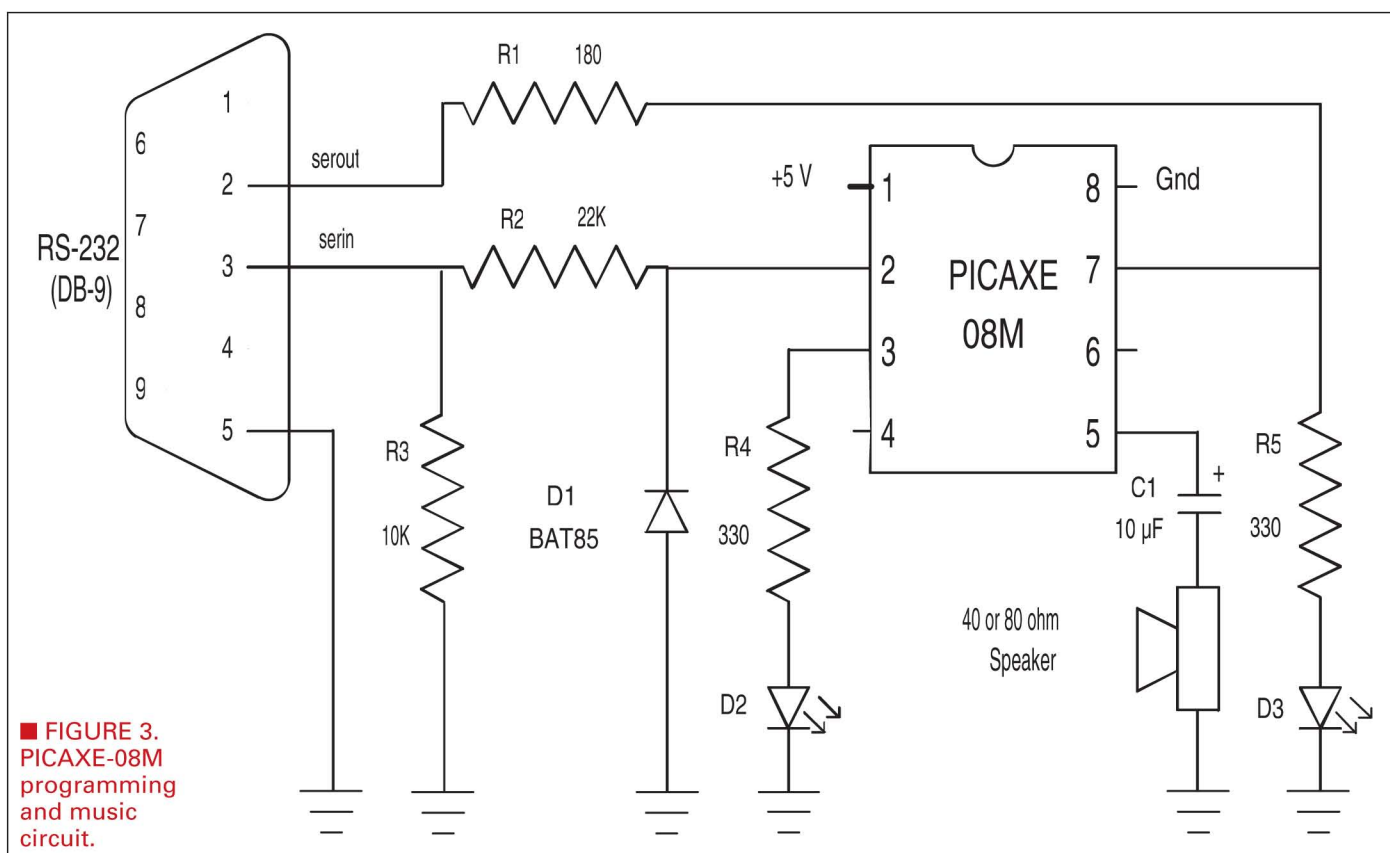 R1 180
1
6
serout
2
7
RS-232
(DB-9)
serin
3
R2 22K
8
4
9
5
+5 V
1
8
Gnd
2
PICAXE
08M
7
3
6
4
5
R3
10K
D1
BAT85
R4
330
D2
C1
+
10 µF
R5
330
40 or 80 ohm
Speaker
D3
■ FIGURE 3.
PICAXE-08M
programming
and music
circuit.